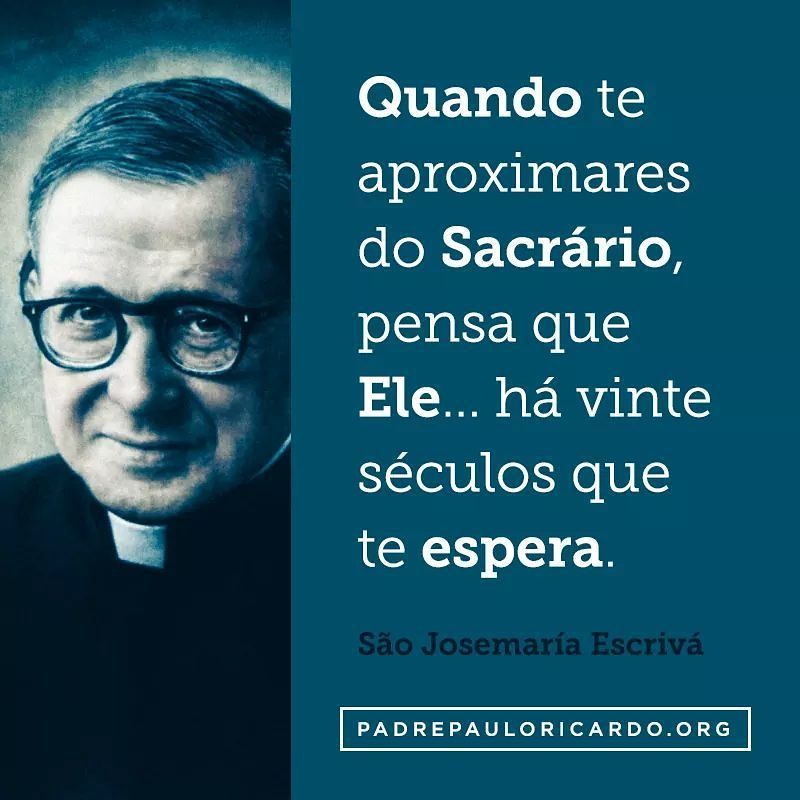 Quando te
aproximares
do Sacrário,
pensa que
Ele... há vinte
séculos que
te espera.
São Josemaría Escrivá
PADREPAULORICARDO.ORG